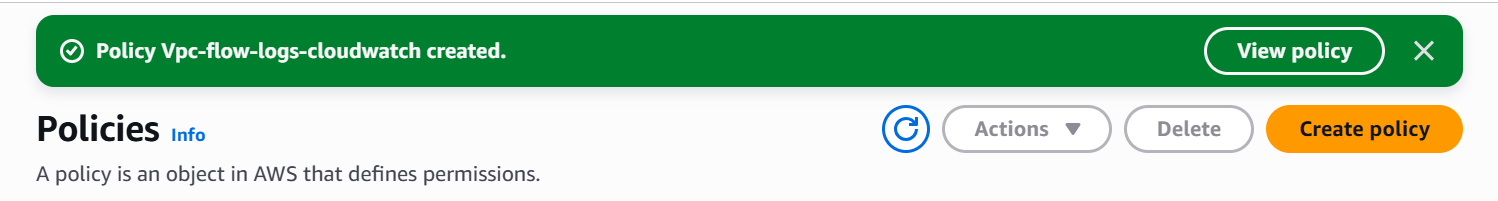 Policy Vpc-flow-logs-cloudwatch created. View policy
Policies Info Actions Delete Create policy
A policy is an object in AWS that defines permissions.